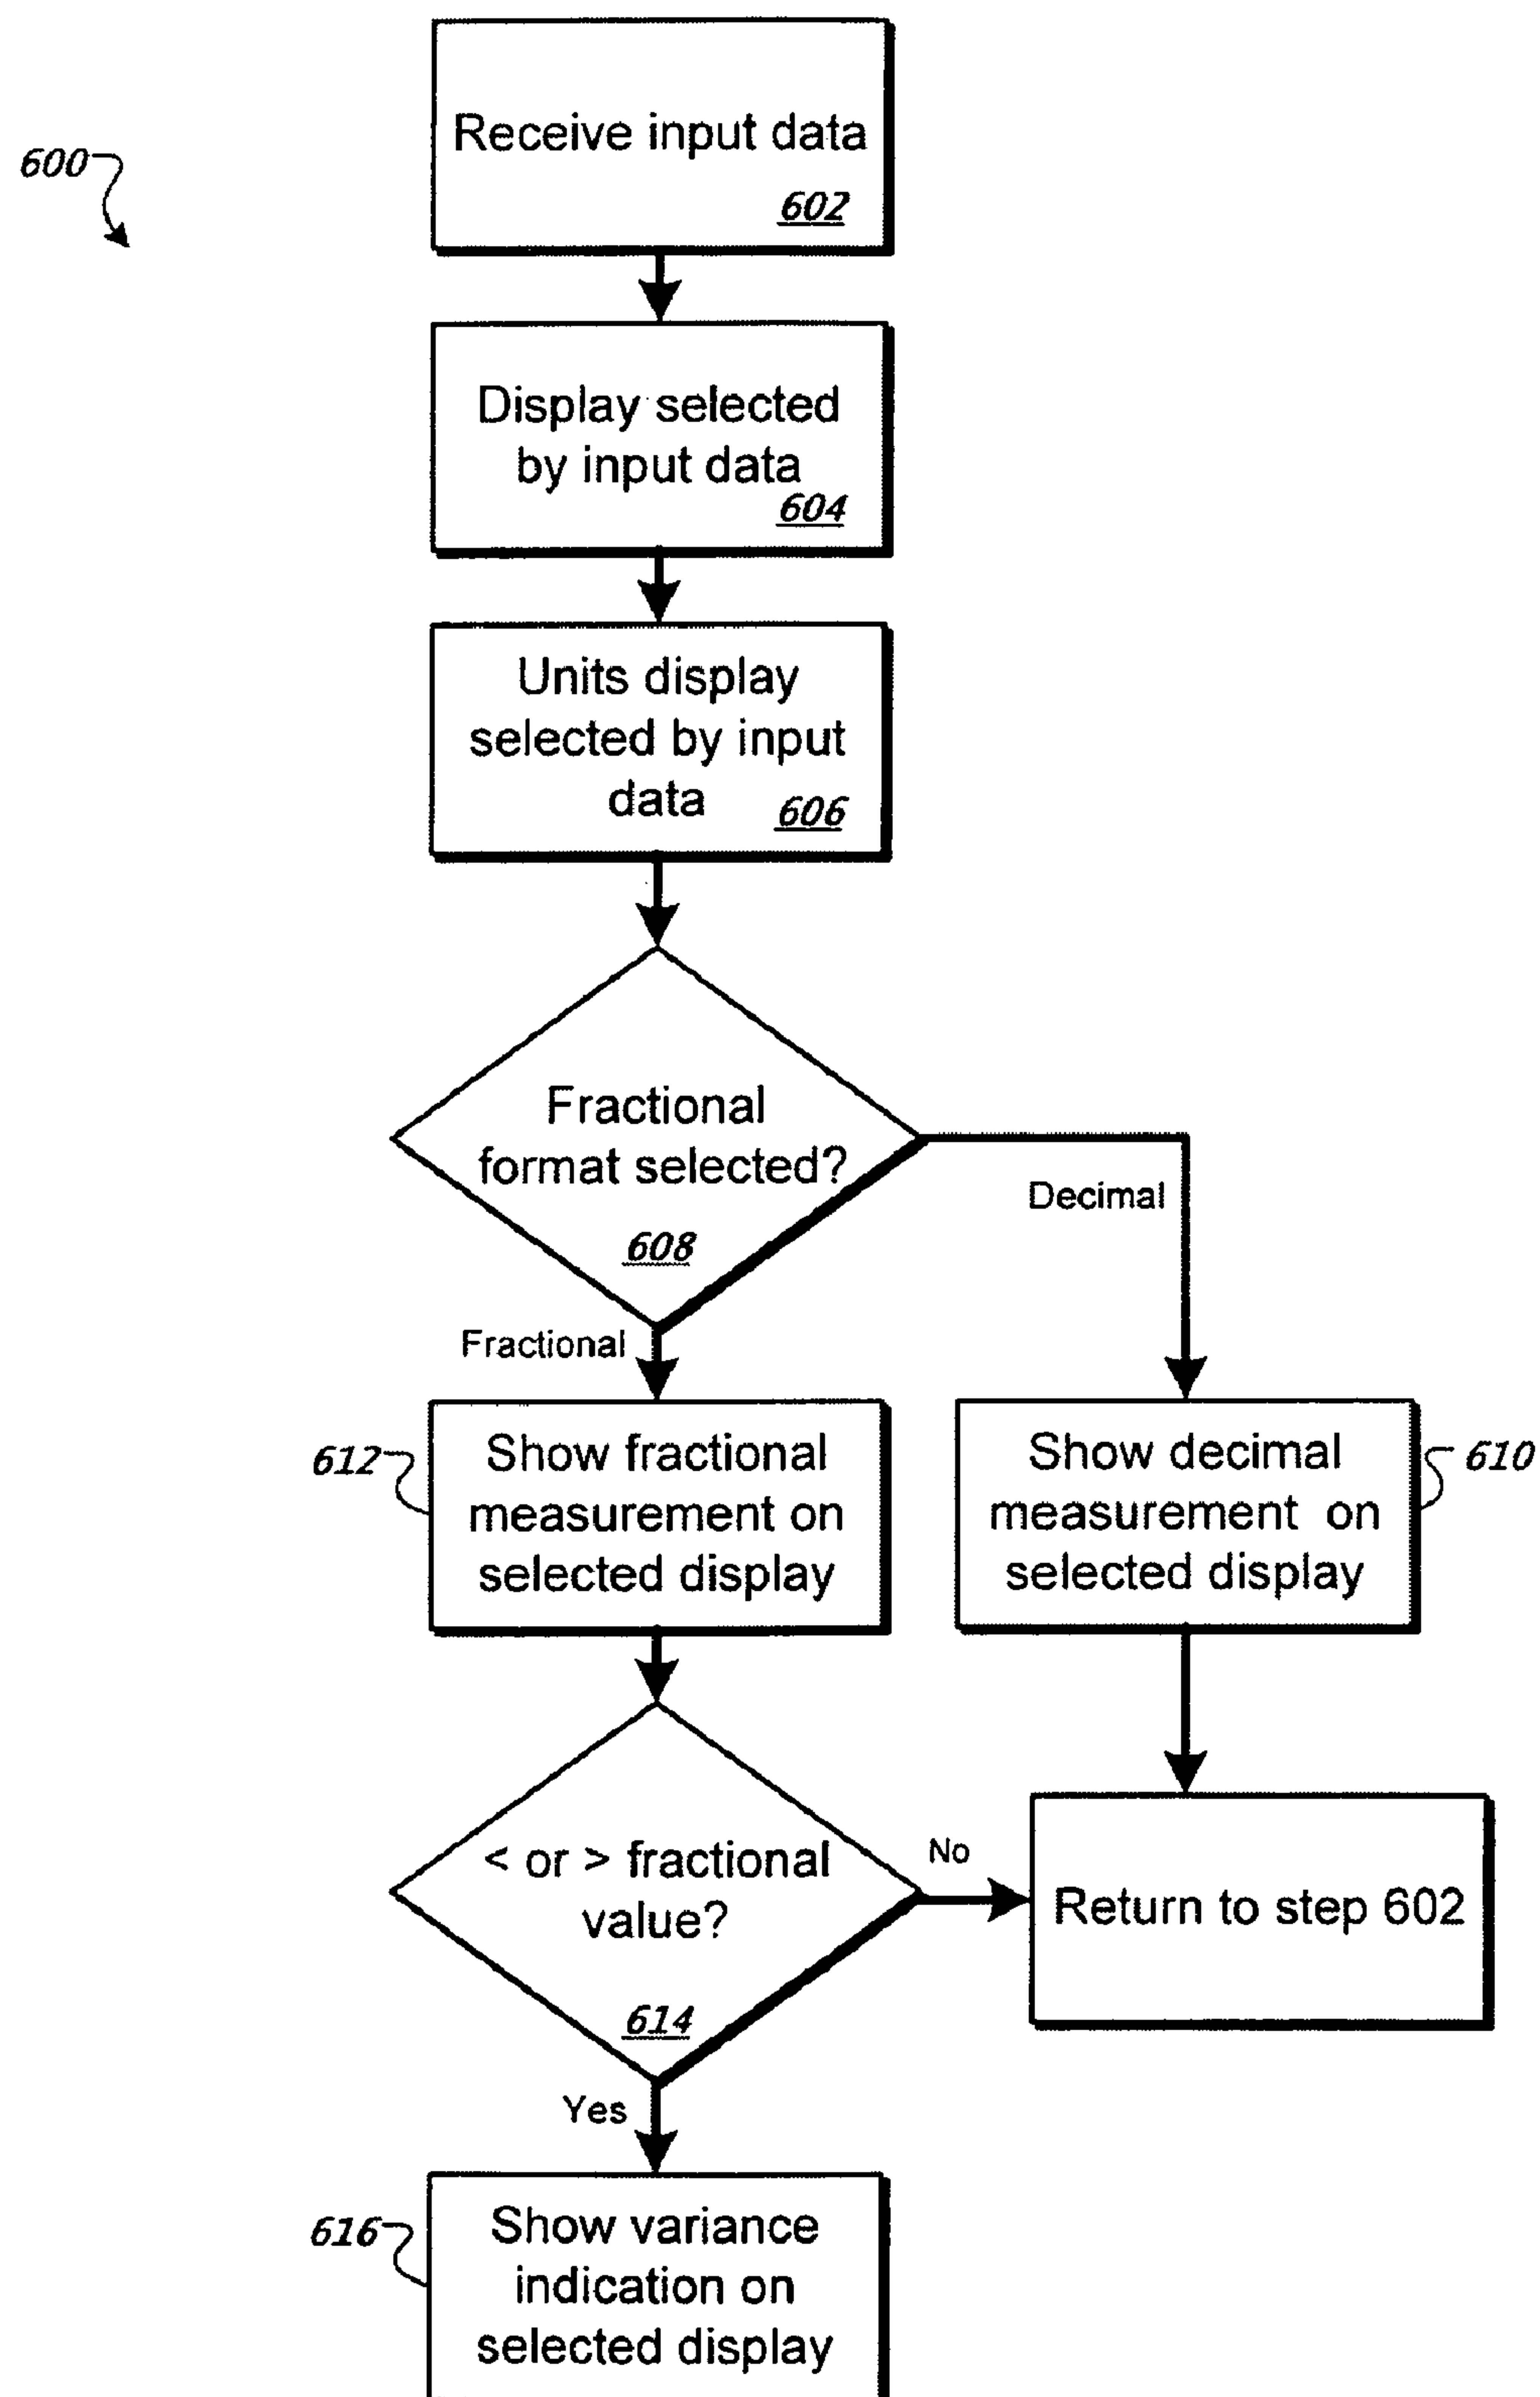 600
Receive input data
602
Display selected
by input data
604
Units display
selected by input
data
606
Fractional
format selected?
608
Decimal
Fractional
612
Show fractional
measurement on
selected display
Show decimal
measurement on
selected display
610
< or > fractional
value?
614
No
Return to step 602
Yes
616
Show variance
indication on
selected display